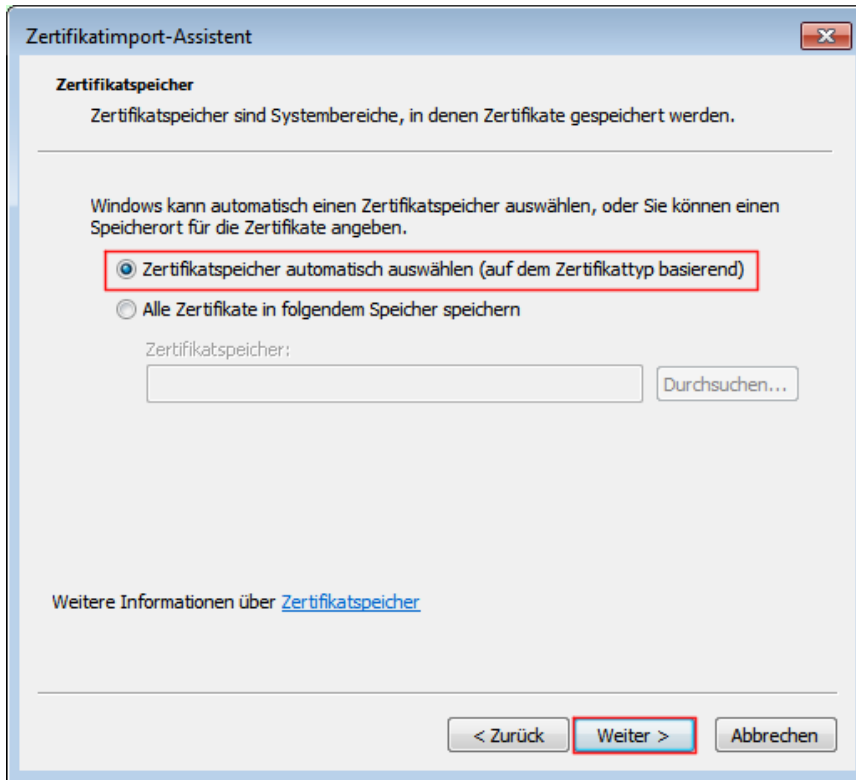 Zertifikatimport-Assistent
Zertifikatspeicher
Zertifikatspeicher sind Systembereiche, in denen Zertifikate gespeichert werden.
Windows kann automatisch einen Zertifikatspeicher auswählen, oder Sie können einen
Speicherort für die Zertifikate angeben.
Zertifikatspeicher automatisch auswählen (auf dem Zertifikattyp basierend)
Alle Zertifikate in folgendem Speicher speichern
Zertifikatspeicher:
Durchsuchen...
Weitere Informationen über Zertifikatspeicher
< Zurück Weiter > Abbrechen